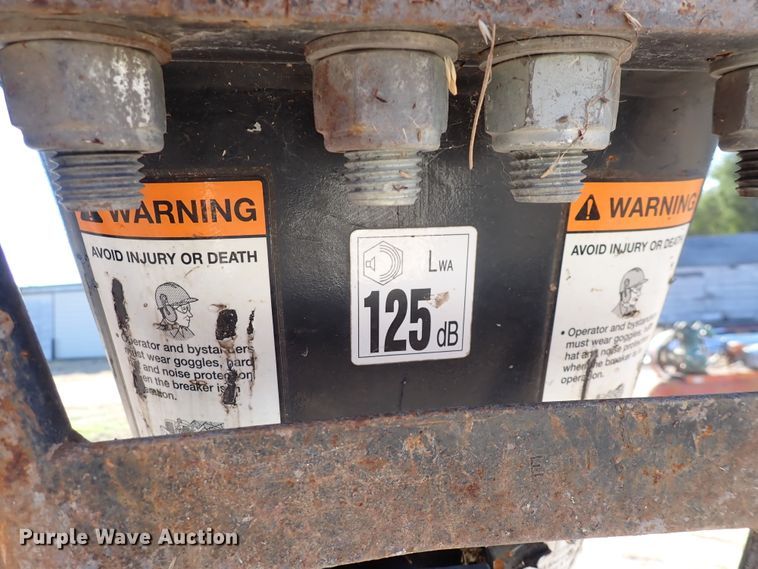 WARNING
AVOID INJURY OR DEATH
Operator and bystanders
must wear goggles, hard
and noise protection
when the breaker is in
LWA
125 dB
WARNING
AVOID INJURY OR DEATH
• Operator and bystand
must wear goggles,
hat and noise protec
when the breaker is
operation.
Purple Wave Auction